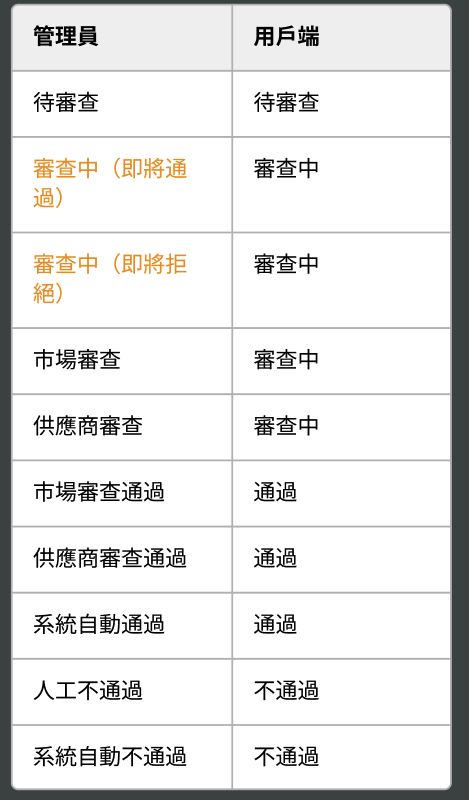 管理員 用戶端
待審查 待審查
審查中（即將通 審查中
過）
審查中（即將拒 審查中
絕）
市場審查 審查中
供應商審查 審查中
市場審查通過 通過
供應商審查通過 通過
系統自動通過 通過
人工不通過 不通過
系統自動不通過 不通過